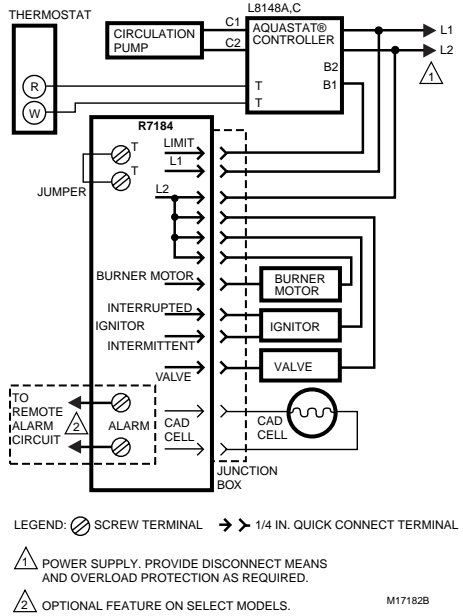 L8148A,C
THERMOSTAT
CIRCULATION
PUMP
C1
C2
AQUASTAT®
CONTROLLER
L1
L2
1
B2
B1
R
W
T
T
R7184
T
T
JUMPER
LIMIT
L1
L2
BURNER MOTOR
BURNER
MOTOR
INTERRUPTED
IGNITOR
INTERMITTENT
IGNITOR
VALVE
VALVE
TO
REMOTE
ALARM
CIRCUIT
2
ALARM
CAD
CELL
CAD
CELL
JUNCTION
BOX
LEGEND: SCREW TERMINAL 1/4 IN. QUICK CONNECT TERMINAL
1 POWER SUPPLY. PROVIDE DISCONNECT MEANS
AND OVERLOAD PROTECTION AS REQUIRED.
2 OPTIONAL FEATURE ON SELECT MODELS.
M17182B